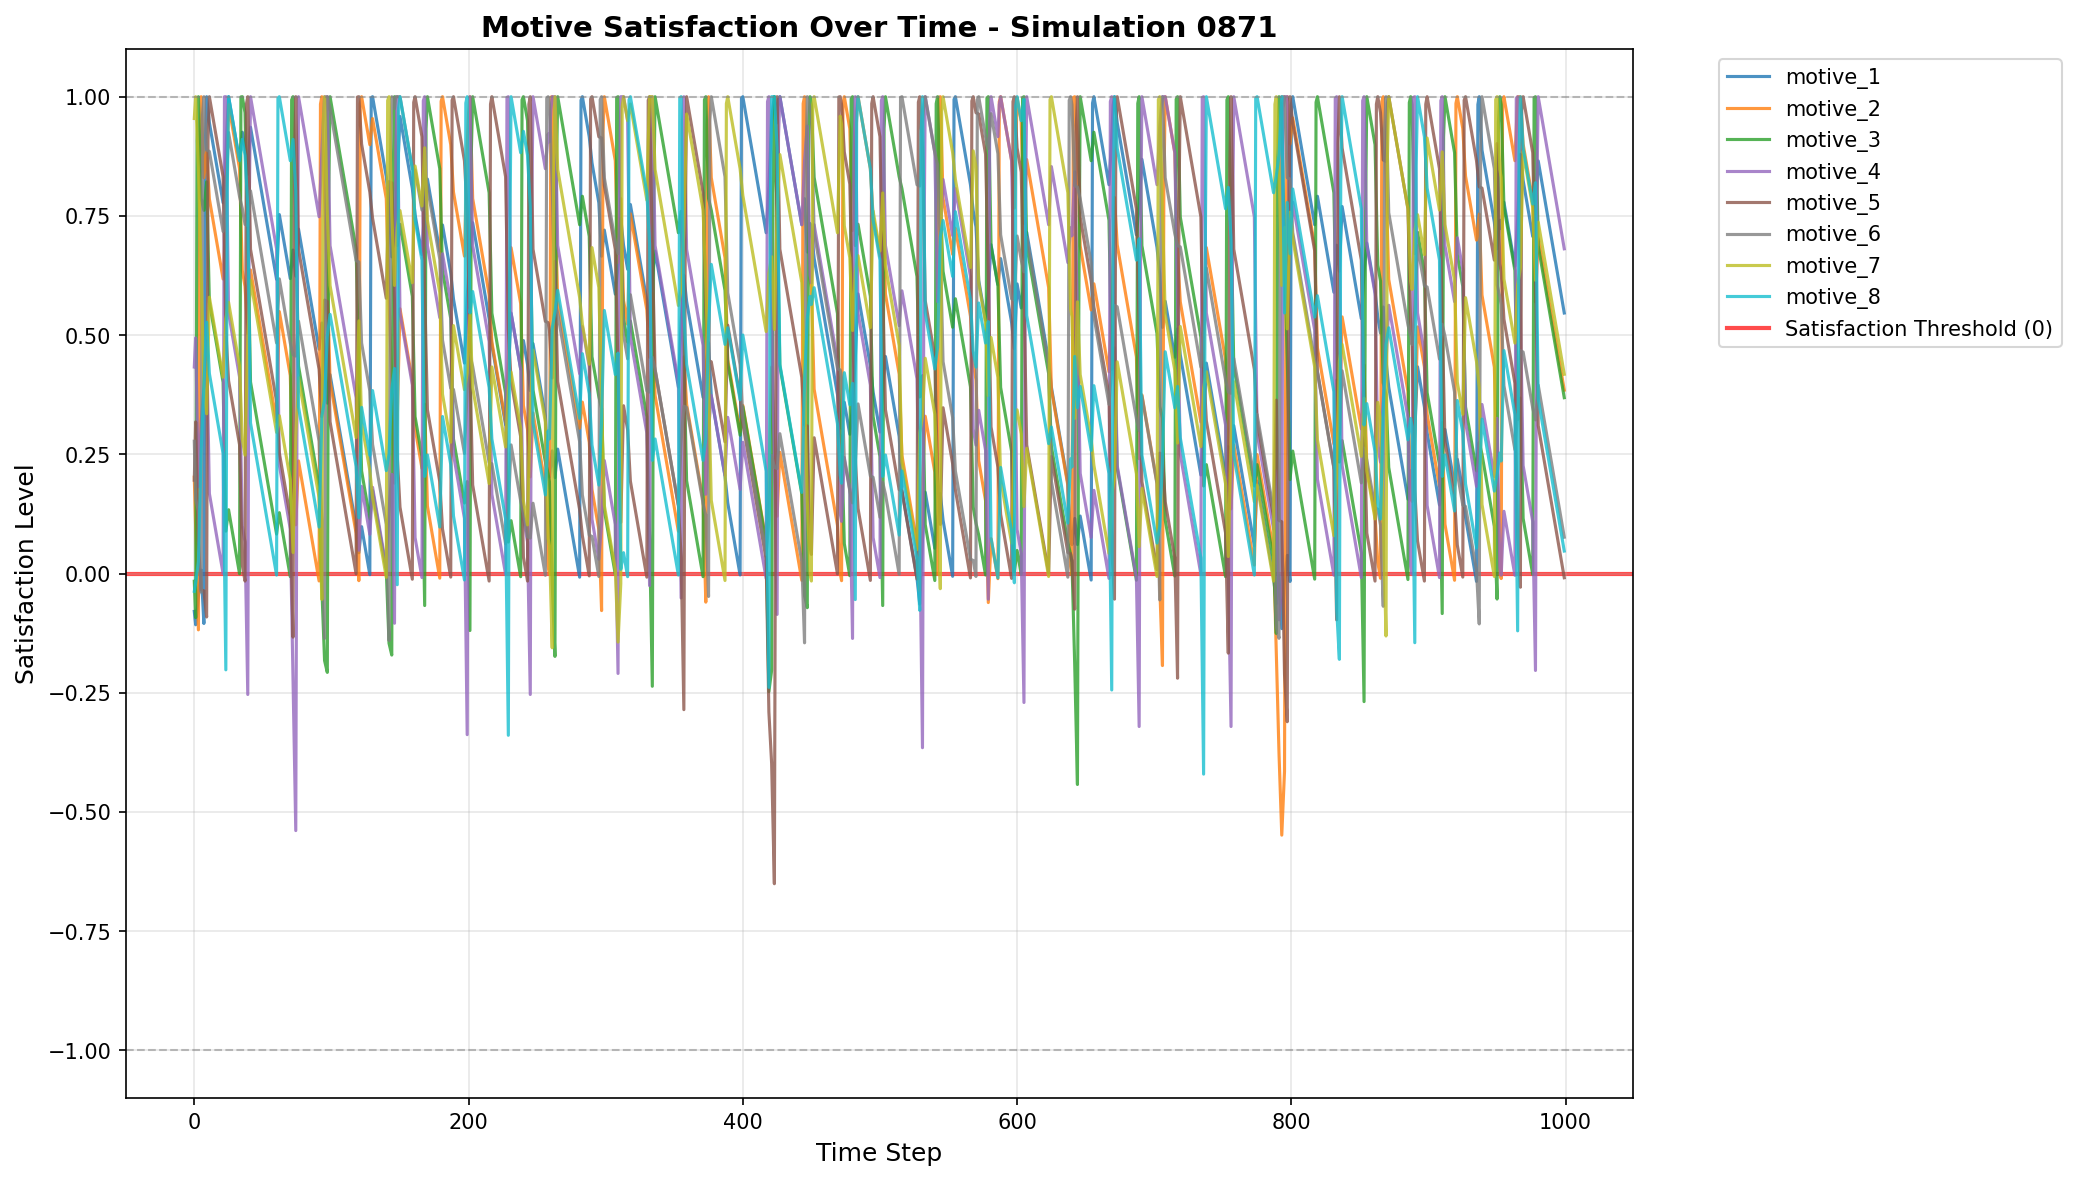 Motive Satisfaction Over Time - Simulation 0871
1.00
0.75
0.50
0.25
0.00
−0.25
−0.50
−0.75
−1.00
Satisfaction Level
0
200
400
600
800
1000
Time Step
motive_1
motive_2
motive_3
motive_4
motive_5
motive_6
motive_7
motive_8
Satisfaction Threshold (0)